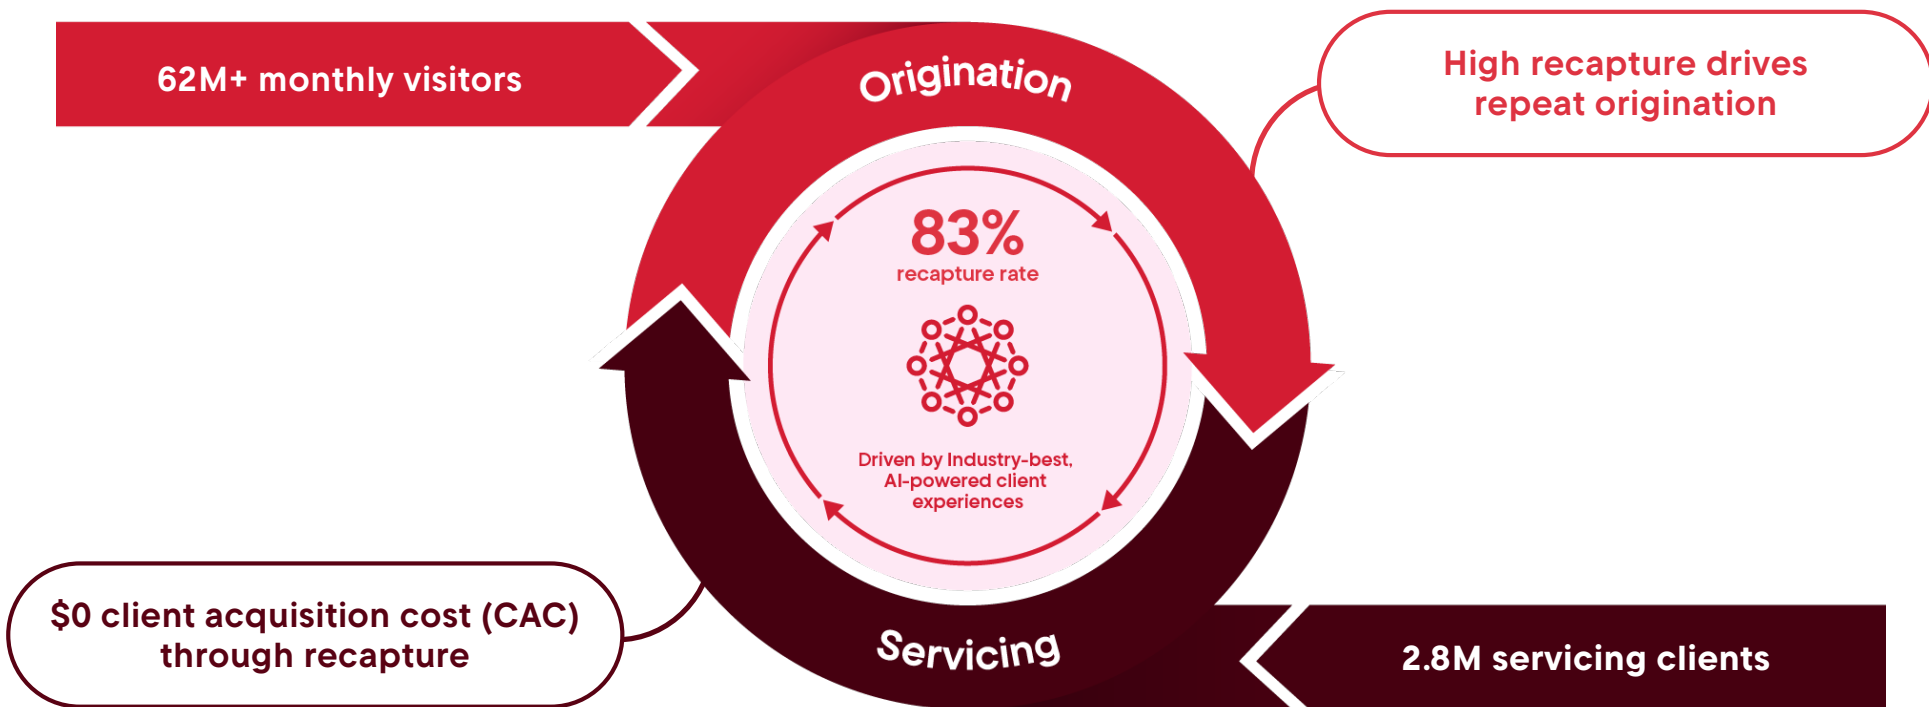 62M+ monthly visitors
Origination
High recapture drives
repeat origination
83%
recapture rate
Driven by Industry-best,
AI-powered client
experiences
$0 client acquisition cost (CAC)
through recapture
Servicing
2.8M servicing clients